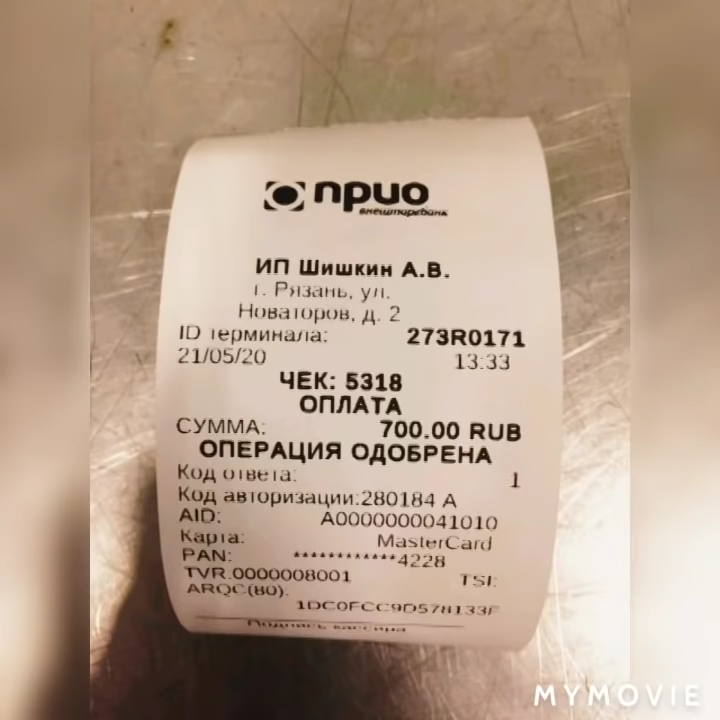 прио
внешторгбанк
ИП Шишкин А.В.
г. Рязань, ул.
Новаторов, д. 2
ID терминала: 273R0171
21/05/20 13:33
ЧЕК: 5318
ОПЛАТА
СУММА: 700.00 RUB
ОПЕРАЦИЯ ОДОБРЕНА
Код ответа: 1
Код авторизации:280184 A
AID: A0000000041010
Карта: MasterCard
PAN: ************4228
TVR:0000008001 TSI:
ARQC(80):
1DC0FCC9D578133F
Подпись кассира
MYMOVIE